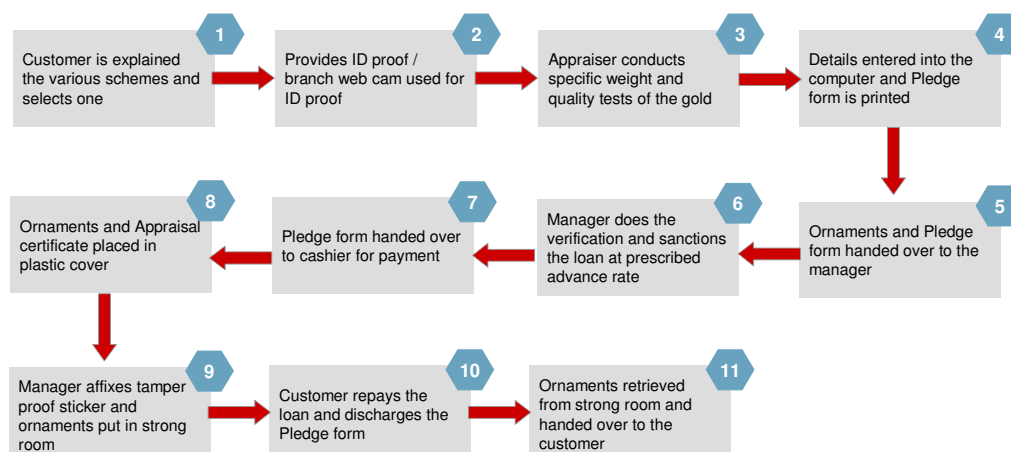 1
Customer is explained
the various schemes and
selects one
2
Provides ID proof /
branch web cam used for
ID proof
3
Appraiser conducts
specific weight and
quality tests of the gold
4
Details entered into the
computer and Pledge
form is printed
5
Ornaments and Pledge
form handed over to the
manager
6
Manager does the
verification and sanctions
the loan at prescribed
advance rate
7
Pledge form handed over
to cashier for payment
8
Ornaments and Appraisal
certificate placed in
plastic cover
9
Manager affixes tamper
proof sticker and
ornaments put in strong
room
10
Customer repays the
loan and discharges the
Pledge form
11
Ornaments retrieved
from strong room and
handed over to the
customer